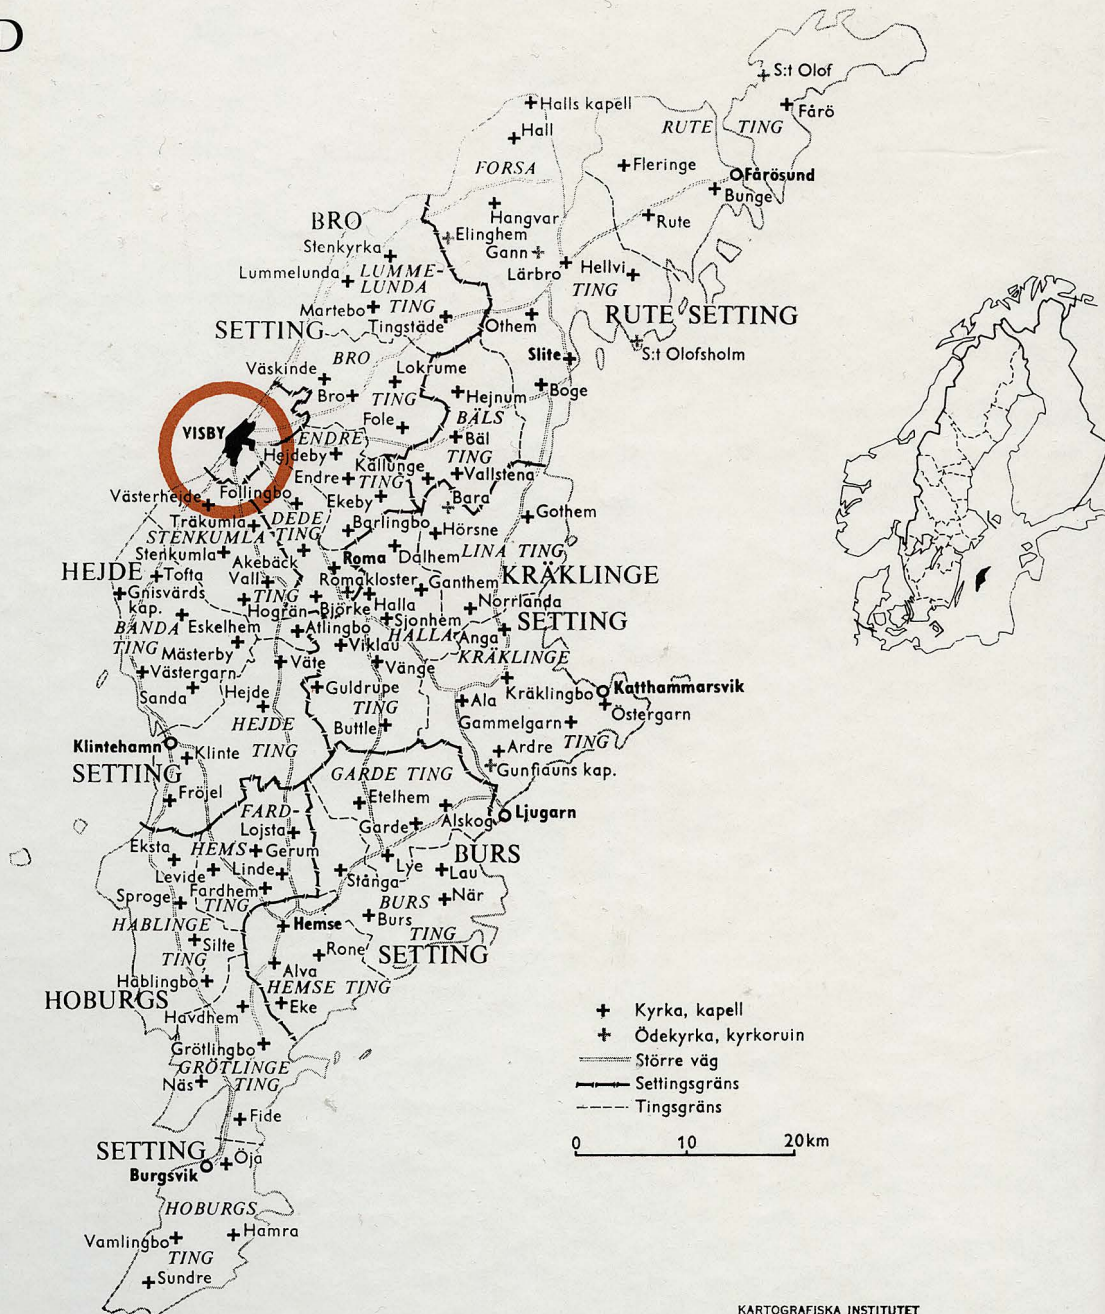 D
S:t Olof
Fårö
Halls kapell
Hall
RUTE TING
FORSA
Fleringe
Fårösund
Bunge
Hangvar
Rute
BRO
Elinghem
Stenkyrka
Gann
Lärbro
Hellvi
Lummelunda
LUMME-
LUNDA
TING
TING
Martebo
Tingstäde
Othem
RUTE SETTING
SETTING
S:t Olofsholm
Slite
BRO
Väskinde
Lokrume
Bro
TING
Hejnum
Boge
Fole
BÄLS
VISBY
ENDRE
Bäl
Hejdeby
TING
Källunge
Endre
TING
Vallstena
Västerhejde
Follingbo
Ekeby
Bara
Träkumla
DEDE
Barlingbo
Hörsne
Gothem
STENKUMLA
TING
Stenkumla
Akebäck
Roma
Dalhem
LINA TING
HEJDE
Tofta
Vall
Romakloster
Ganthem
KRÄKLINGE
Gnisvärds
kap.
TING
Hogrän
Björke
Halla
Norrlanda
SETTING
BANDA
Eskelhem
Atlingbo
Sjonhem
HALLA
Anga
TING
Mästerby
Viklau
KRÄKLINGE
Västergarn
Väte
Vänge
Sanda
Hejde
Guldrupe
Kräklingbo
Katthammarsvik
TING
Ala
Östergarn
HEJDE
Buttle
Gammelgarn
Klintehamn
Klinte
TING
Ardre
TING
SETTING
GARDE TING
Gunfiauns kap.
Fröjel
Etelhem
FARD-
Lojsta
Garde
Alskog
Ljugarn
Eksta
HEMS
Gerum
BURS
Levide
Linde
Stånga
Lye
Lau
Sproge
Fardhem
TING
BURS
När
HABLINGE
Hemse
Burs
TING
Silte
TING
Rone
SETTING
Alva
Hablingbo
HEMSE TING
HOBURGS
Havdhem
Eke
Grötlingbo
GRÖTLINGE
Näs
TING
Fide
SETTING
Öja
Burgsvik
HOBURGS
Vamlingbo
Hamra
TING
Sundre
Kyrka, kapell
Ödekyrka, kyrkoruin
Större väg
Settingsgräns
Tingsgräns
0 10 20km
KARTOGRAFISKA INSTITUTET